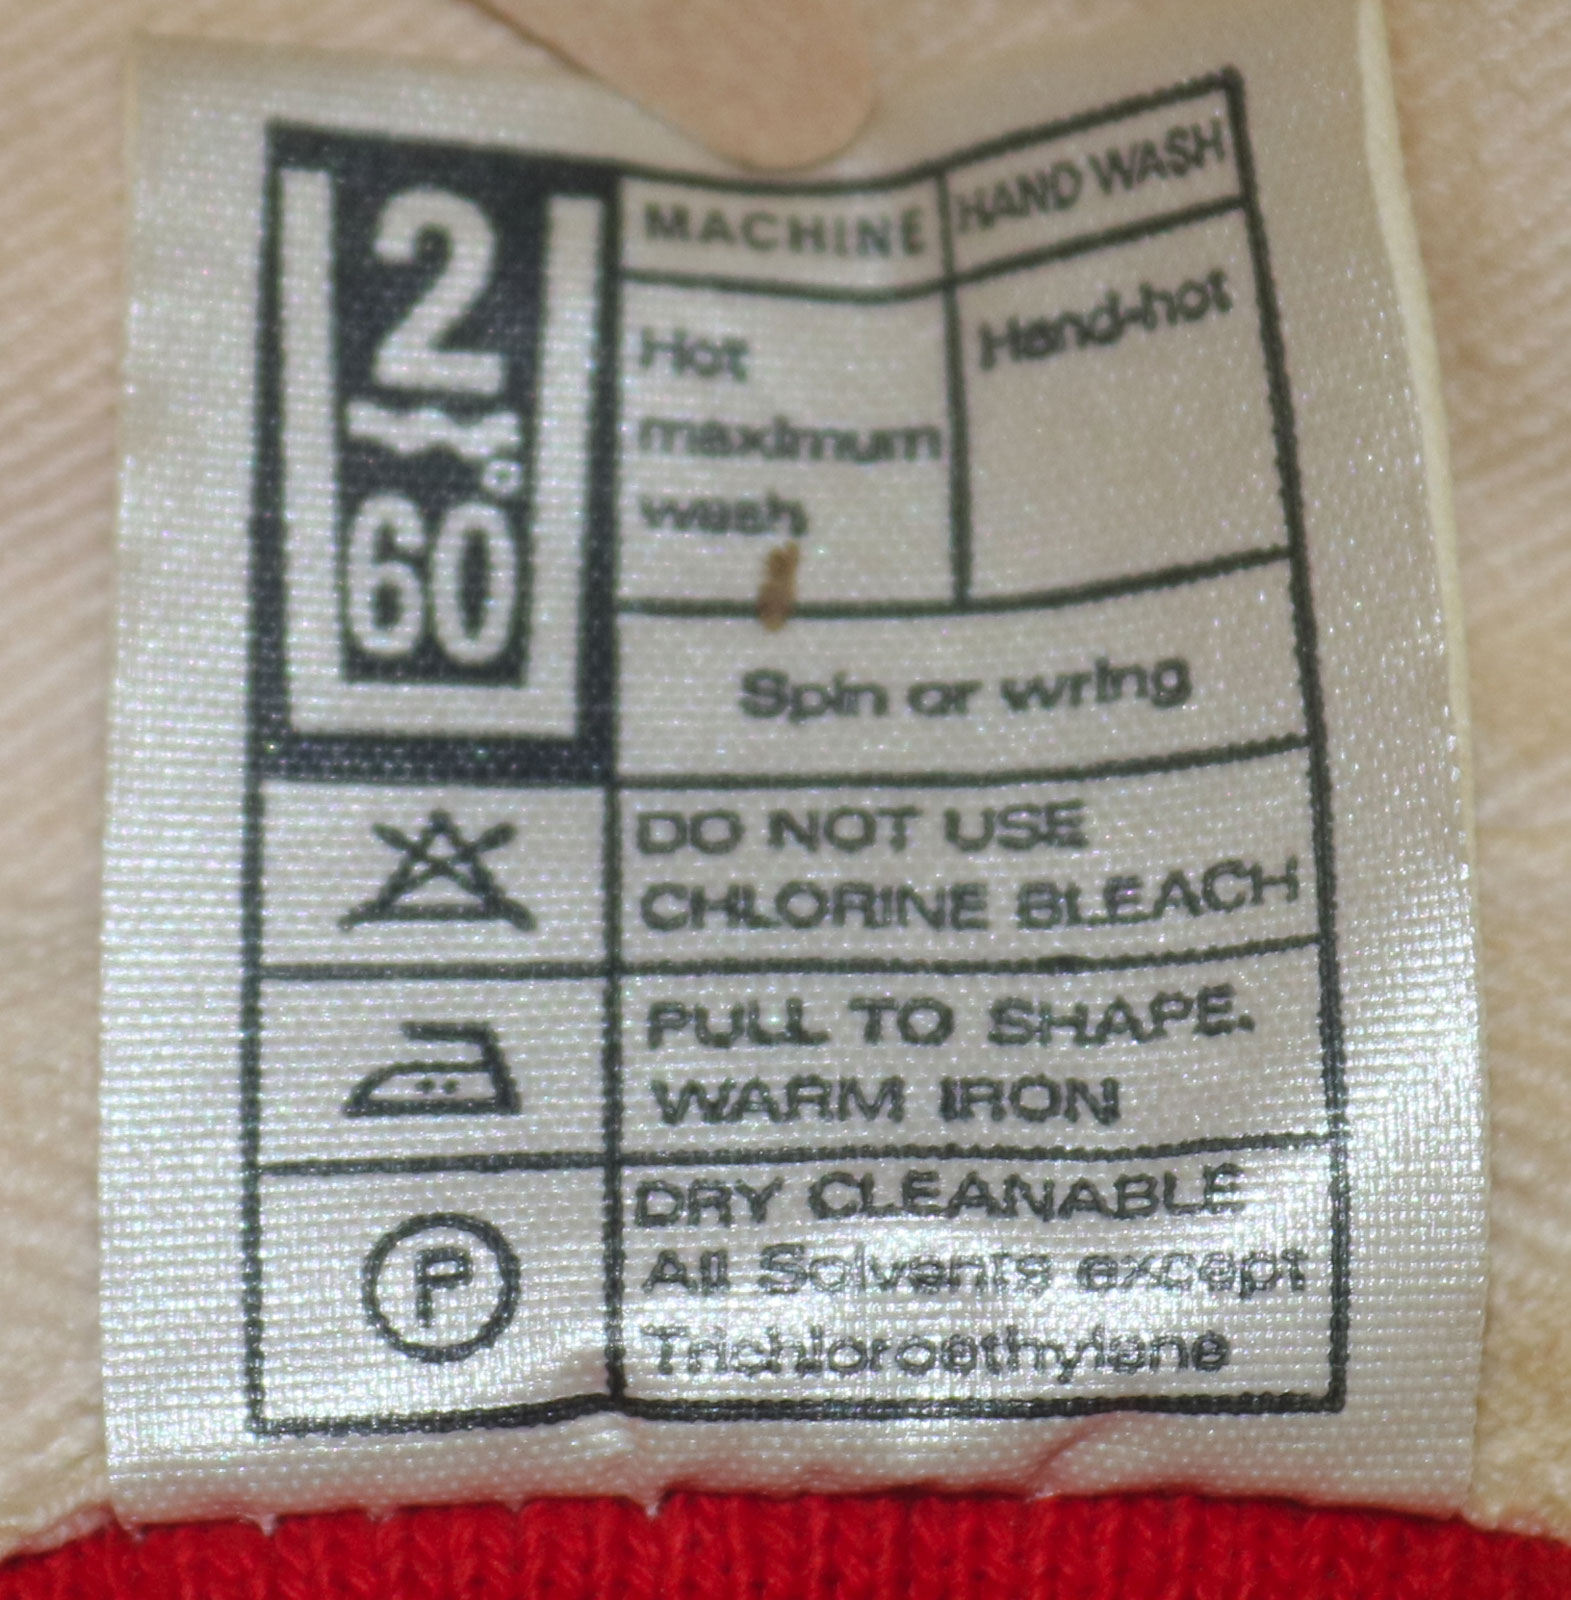 2
60°
MACHINE
HAND WASH
Hot
maximum
wash
Hand-hot
Spin or wring
DO NOT USE
CHLORINE BLEACH
PULL TO SHAPE.
WARM IRON
P
DRY CLEANABLE
All Solvents except
Trichloroethylene